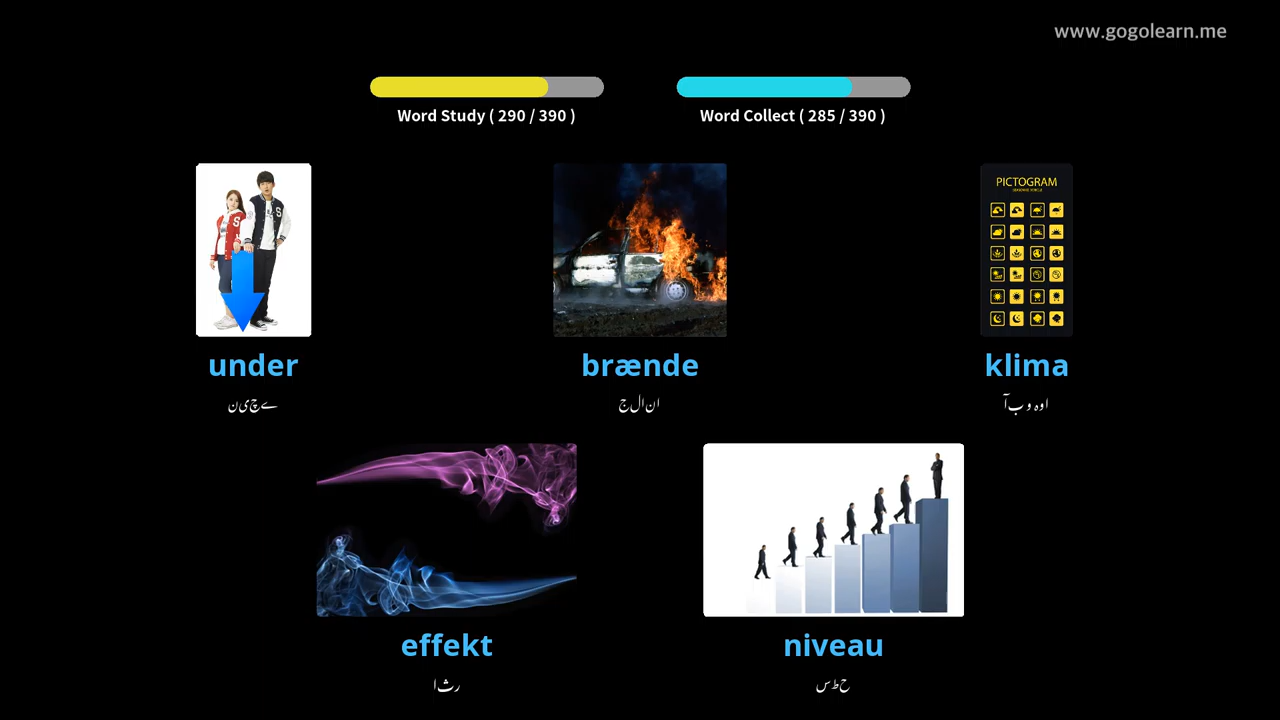 www.gogolearn.me
Word Study ( 290 / 390 )
Word Collect ( 285 / 390 )
PICTOGRAM
under
brænde
klima
ےچین
انالج
اوہ و بآ
effekt
niveau
رثا
حطس